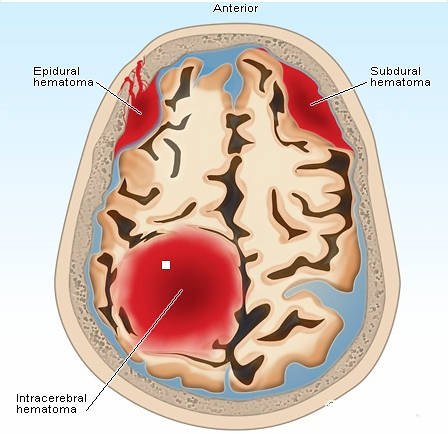 Anterior
Epidural
hematoma
Subdural
hematoma
Intracerebral
hematoma